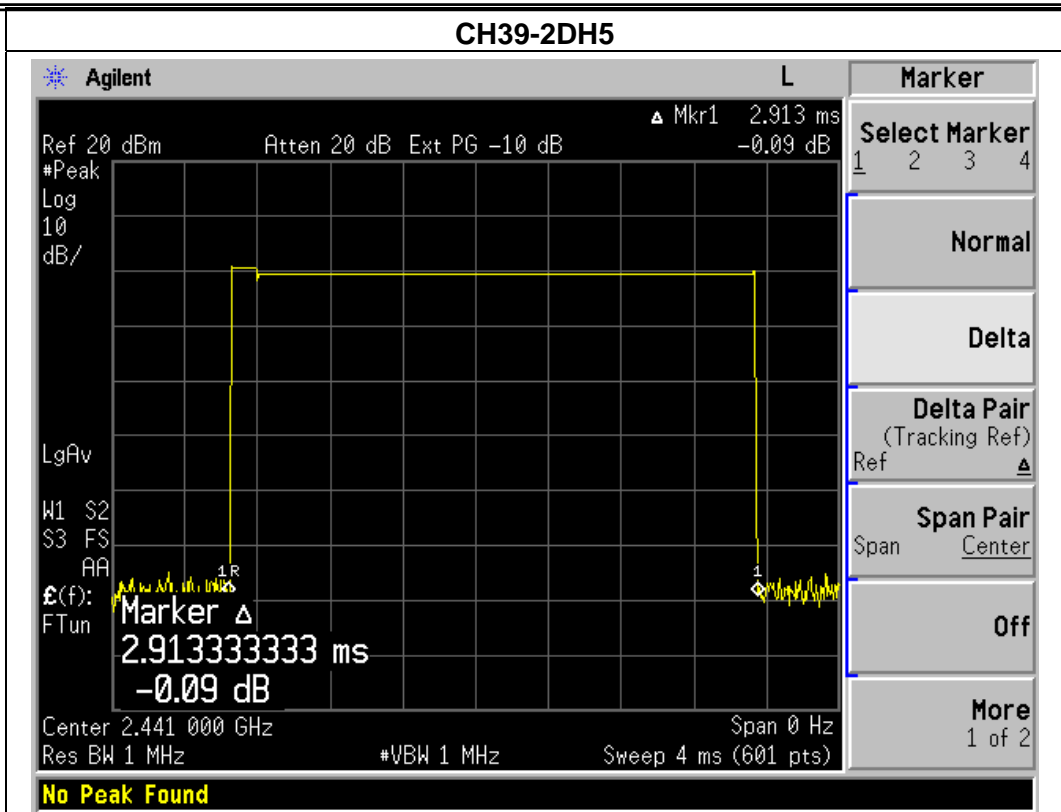 CH39-2DH5
Agilent L Marker
Δ Mkr1 2.913 ms
Ref 20 dBm Atten 20 dB Ext PG -10 dB -0.09 dB
#Peak
Log
10
dB/
LgAv
W1 S2
S3 FS
AA
£(f):
FTun
1R
1
Marker Δ
2.913333333 ms
-0.09 dB
Center 2.441 000 GHz Span 0 Hz
Res BW 1 MHz #VBW 1 MHz Sweep 4 ms (601 pts)
No Peak Found
Select Marker
1 2 3 4
Normal
Delta
Delta Pair
(Tracking Ref)
Ref Δ
Span Pair
Span Center
Off
More
1 of 2